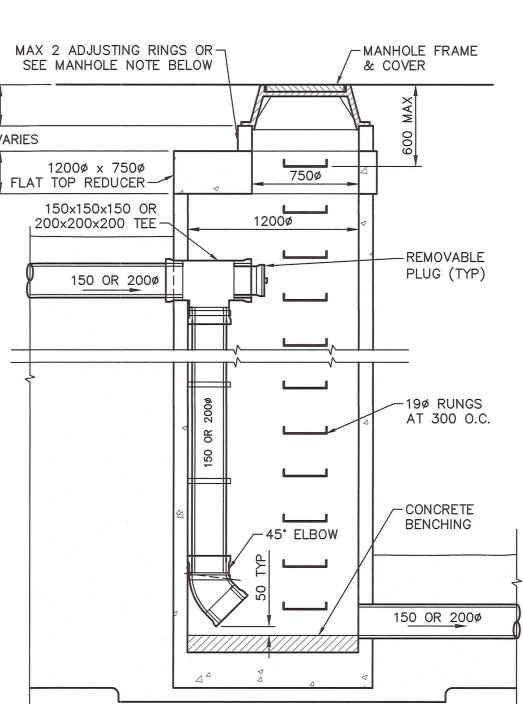 MAX 2 ADJUSTING RINGS OR
SEE MANHOLE NOTE BELOW
MANHOLE FRAME
& COVER
600 MAX
VARIES
1200ø x 750ø
FLAT TOP REDUCER
750ø
150x150x150 OR
200x200x200 TEE
1200ø
REMOVABLE
PLUG (TYP)
150 OR 200ø
150 OR 200ø
19ø RUNGS
AT 300 O.C.
CONCRETE
BENCHING
45° ELBOW
50 TYP
150 OR 200ø